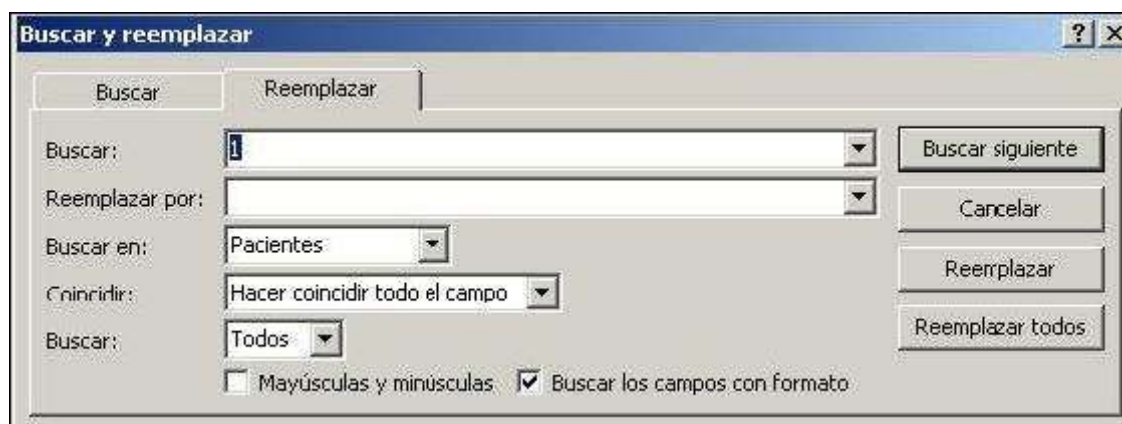 Buscar y reemplazar
Buscar Reemplazar
Buscar: 1 Buscar siguiente
Reemplazar por: Cancelar
Buscar en: Pacientes Reemplazar
Coincidir: Hacer coincidir todo el campo
Buscar: Todos Reemplazar todos
Mayúsculas y minúsculas Buscar los campos con formato